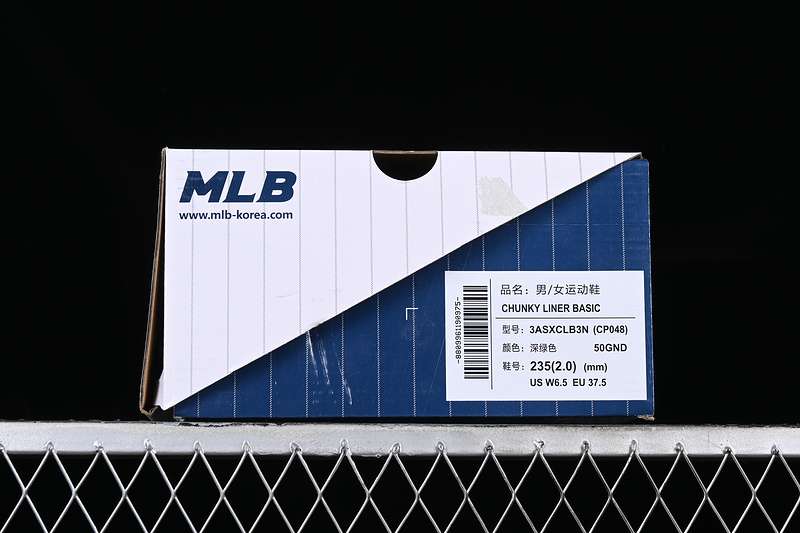 MLB
www.mlb-korea.com
品名: 男/女运动鞋
CHUNKY LINER BASIC
型号: 3ASXCLB3N (CP048)
颜色: 深绿色 50GND
鞋号: 235(2.0) (mm)
US W6.5 EU 37.5
-8809961190975-